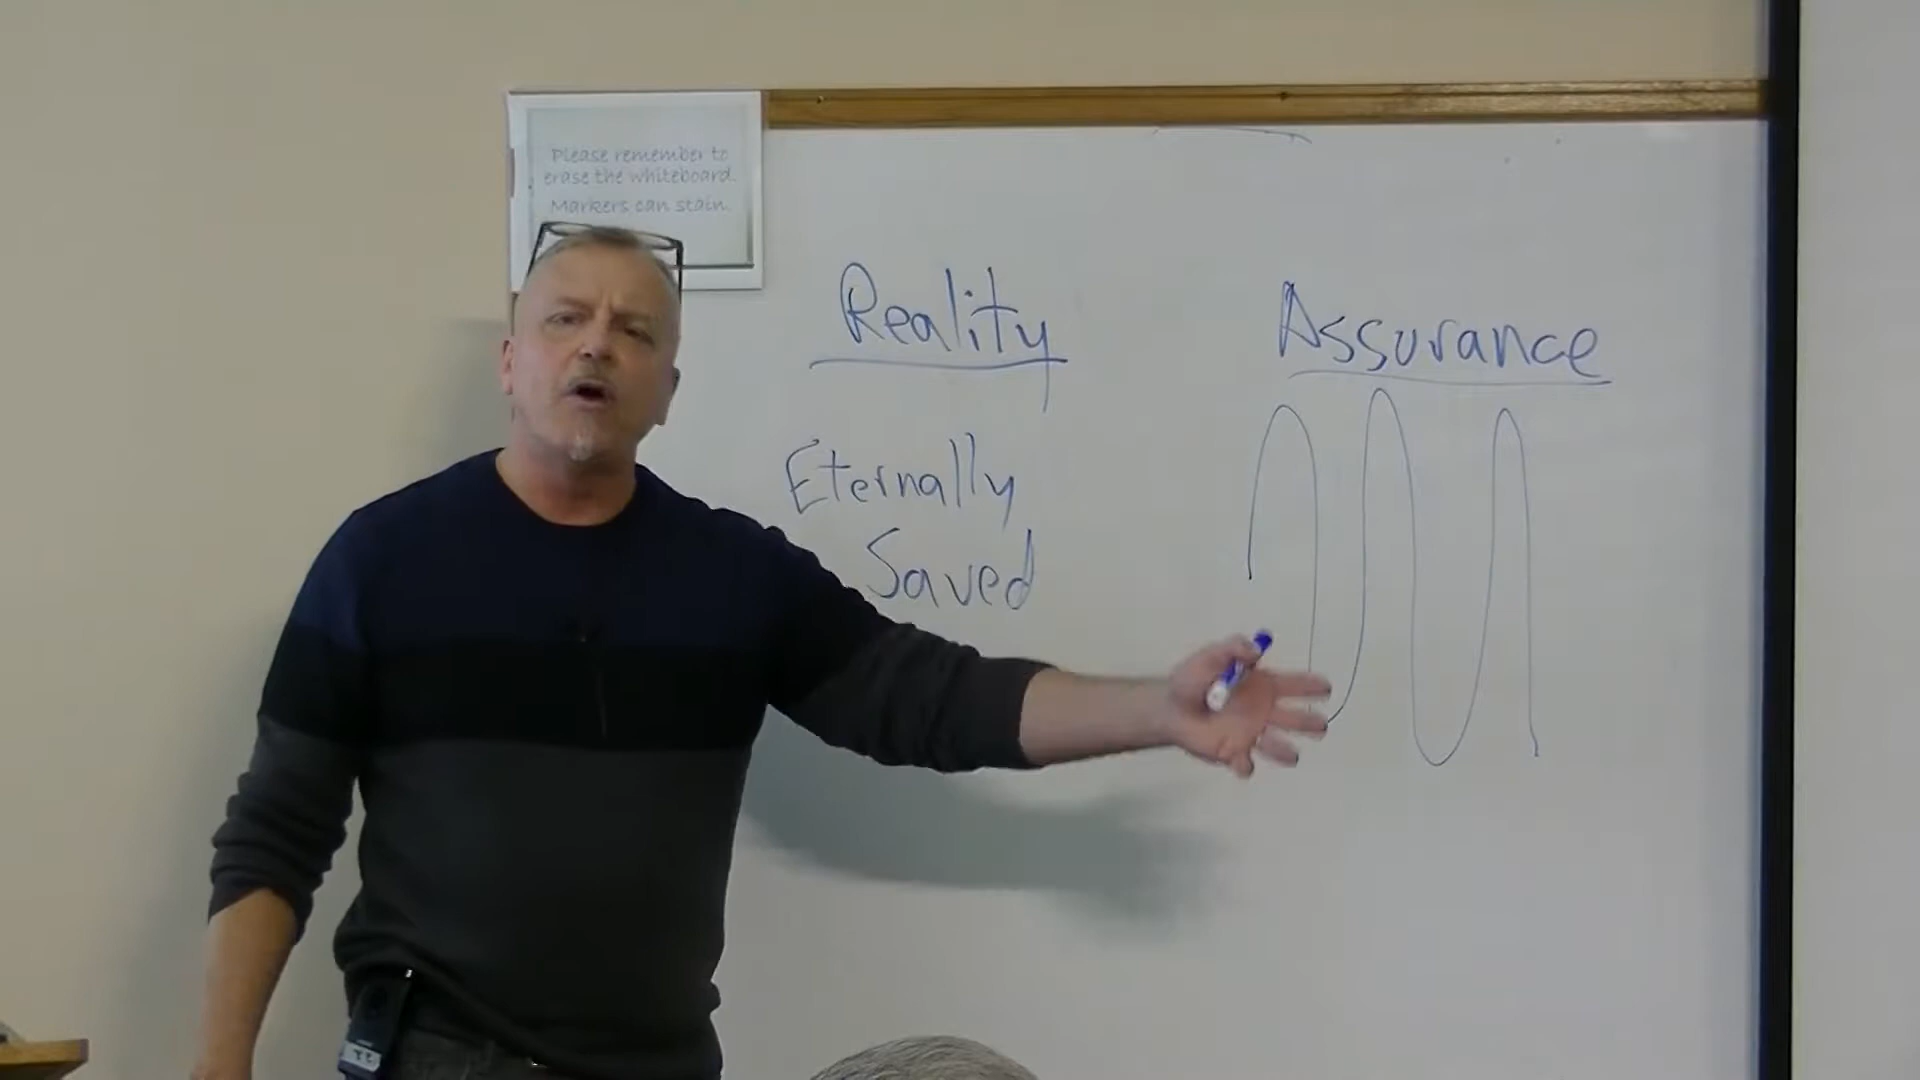 Please remember to
erase the whiteboard.
Markers can stain.
Reality
Assurance
Eternally
Saved